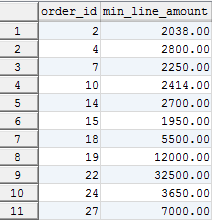 order_id min_line_amount
1 2 2038.00
2 4 2800.00
3 7 2250.00
4 10 2414.00
5 14 2700.00
6 15 1950.00
7 18 5500.00
8 19 12000.00
9 22 32500.00
10 24 3650.00
11 27 7000.00